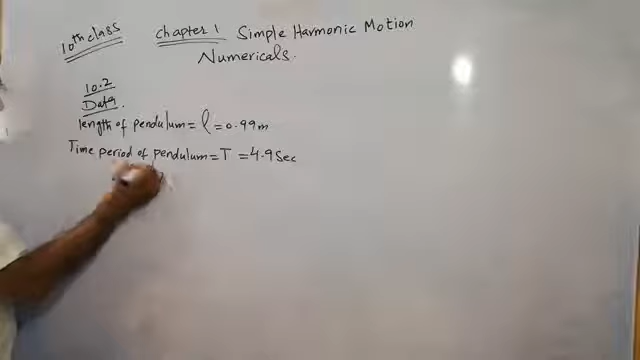 10th class
Chapter 1 Simple Harmonic Motion
Numericals.
10.2
Data.
length of pendulum = l = 0.99m
Time period of pendulum = T = 4.9 Sec